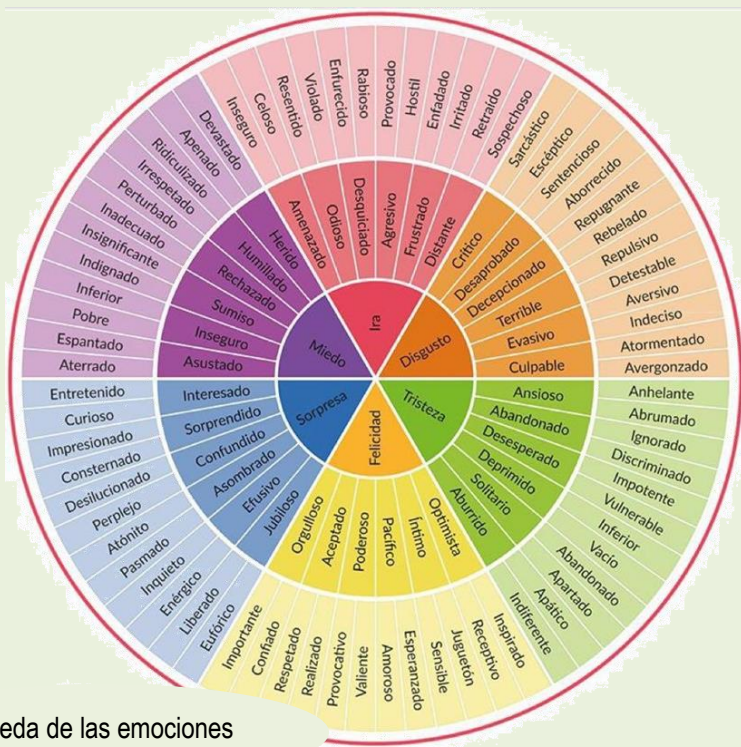 Ira
Disgusto
Tristeza
Felicidad
Sorpresa
Miedo
Amenazado
Odioso
Desquiciado
Agresivo
Frustrado
Distante
Crítico
Desaprobado
Decepcionado
Terrible
Evasivo
Culpable
Ansioso
Abandonado
Desesperado
Deprimido
Solitario
Aburrido
Optimista
Íntimo
Pacífico
Poderoso
Aceptado
Orgulloso
Jubiloso
Efusivo
Asombrado
Confundido
Sorprendido
Interesado
Asustado
Inseguro
Sumiso
Rechazado
Humillado
Herido
Inseguro
Celoso
Resentido
Violado
Enfurecido
Rabioso
Provocado
Hostil
Enfadado
Irritado
Retraído
Sospechoso
Sarcástico
Escéptico
Sentencioso
Aborrecido
Repugnante
Rebelado
Repulsivo
Detestable
Aversivo
Indeciso
Atormentado
Avergonzado
Anhelante
Abrumado
Ignorado
Discriminado
Impotente
Vulnerable
Inferior
Vacío
Abandonado
Apartado
Apático
Indiferente
Inspirado
Receptivo
Juguetón
Sensible
Esperanzado
Amoroso
Valiente
Provocativo
Realizado
Respetado
Confiado
Importante
Eufórico
Liberado
Enérgico
Inquieto
Pasmado
Atónito
Perplejo
Desilucionado
Consternado
Impresionado
Curioso
Entretenido
Aterrado
Espantado
Pobre
Inferior
Indignado
Insignificante
Inadecuado
Perturbado
Irrespetado
Ridiculizado
Apenado
Devastado
eda de las emociones